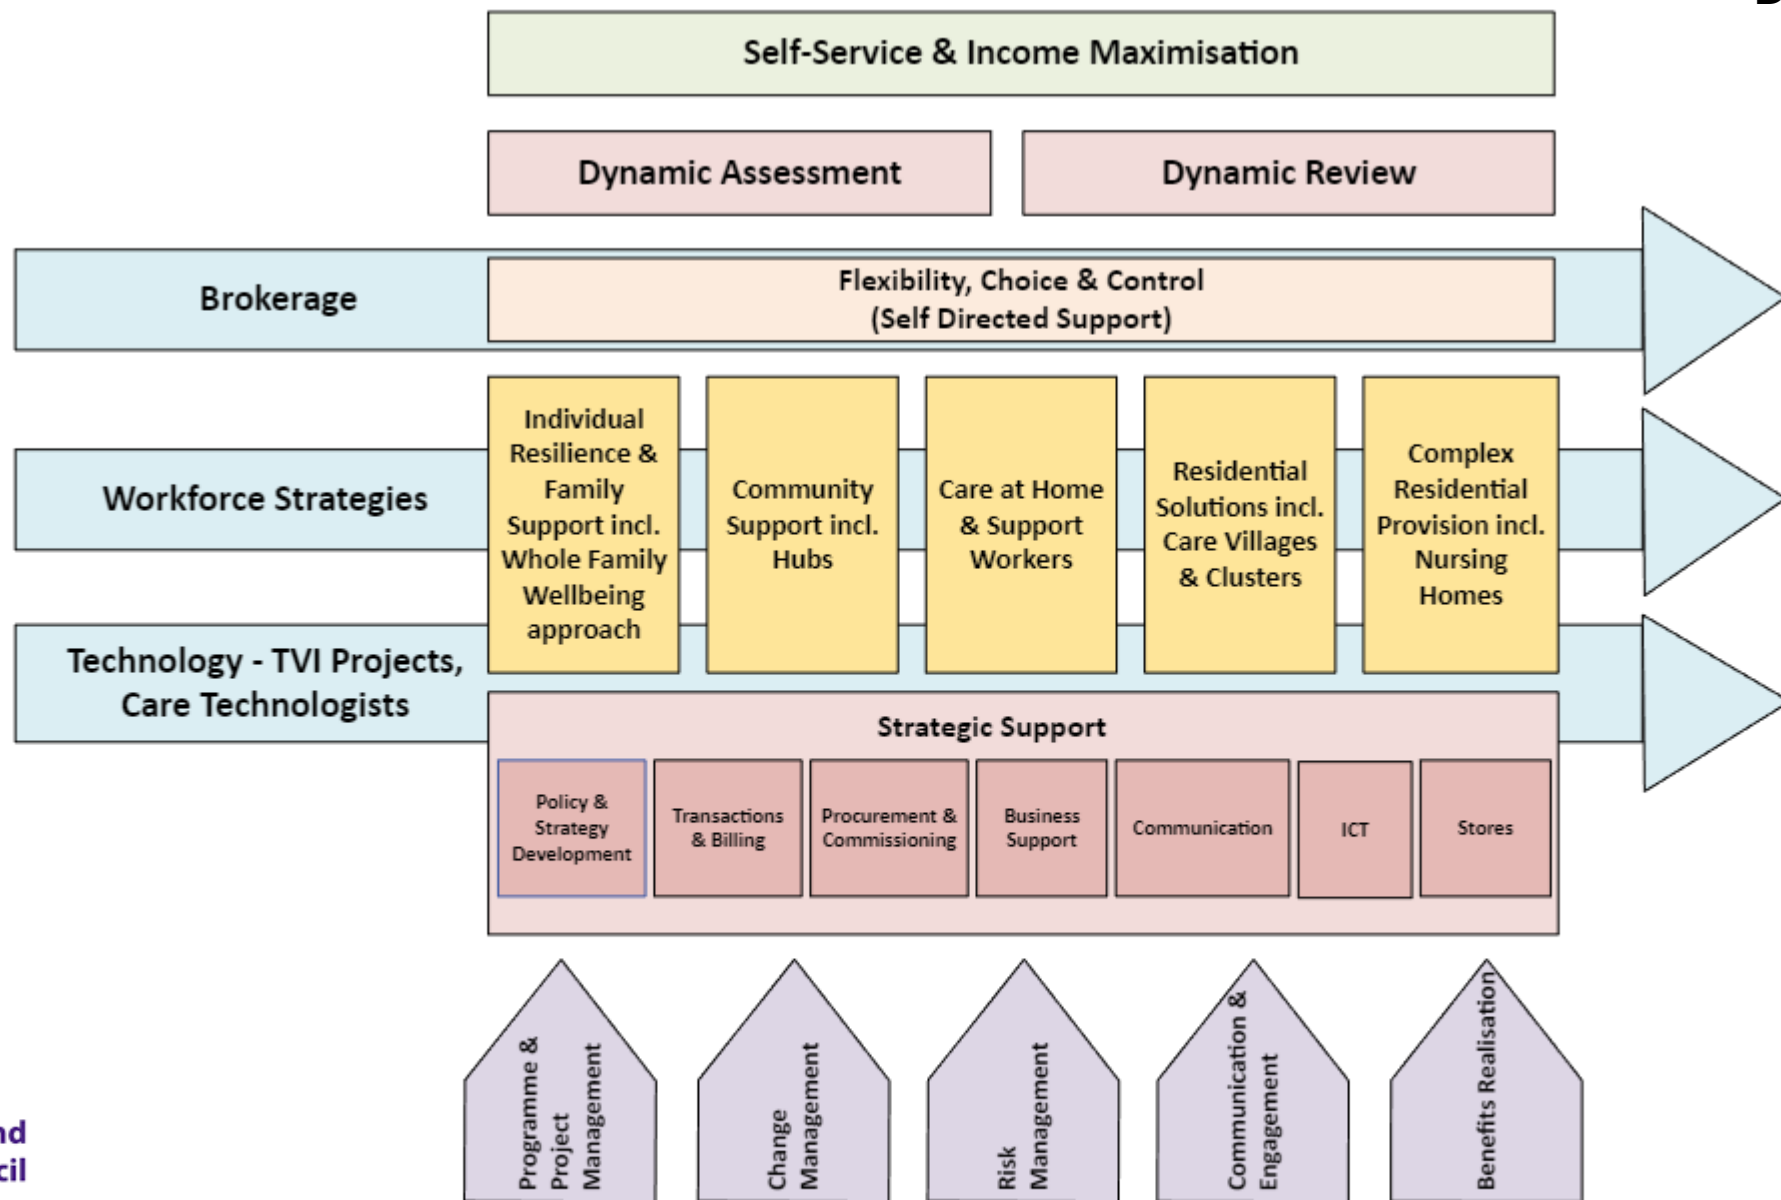 Self-Service & Income Maximisation
Dynamic Assessment
Dynamic Review
Brokerage
Flexibility, Choice & Control
(Self Directed Support)
Workforce Strategies
Technology - TVI Projects,
Care Technologists
Individual
Resilience &
Family
Support incl.
Whole Family
Wellbeing
approach
Community
Support incl.
Hubs
Care at Home
& Support
Workers
Residential
Solutions incl.
Care Villages
& Clusters
Complex
Residential
Provision incl.
Nursing
Homes
Strategic Support
Policy &
Strategy
Development
Transactions
& Billing
Procurement &
Commissioning
Business
Support
Communication
ICT
Stores
Programme &
Project
Management
Change
Management
Risk
Management
Communication &
Engagement
Benefits Realisation
nd
cil